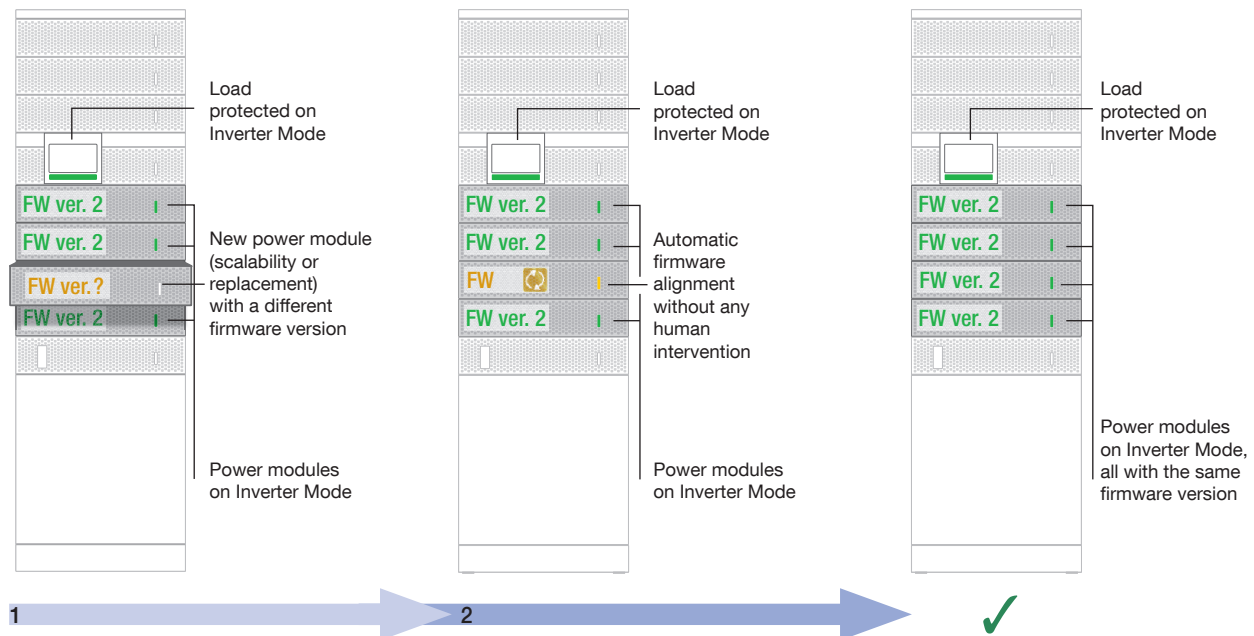 Load
protected on
Inverter Mode
FW ver. 2
FW ver. 2
FW ver. ?
FW ver. 2
New power module
(scalability or
replacement)
with a different
firmware version
Power modules
on Inverter Mode
Load
protected on
Inverter Mode
FW ver. 2
FW ver. 2
FW
FW ver. 2
Automatic
firmware
alignment
without any
human
intervention
Power modules
on Inverter Mode
Load
protected on
Inverter Mode
FW ver. 2
FW ver. 2
FW ver. 2
FW ver. 2
Power modules
on Inverter Mode,
all with the same
firmware version
1
2